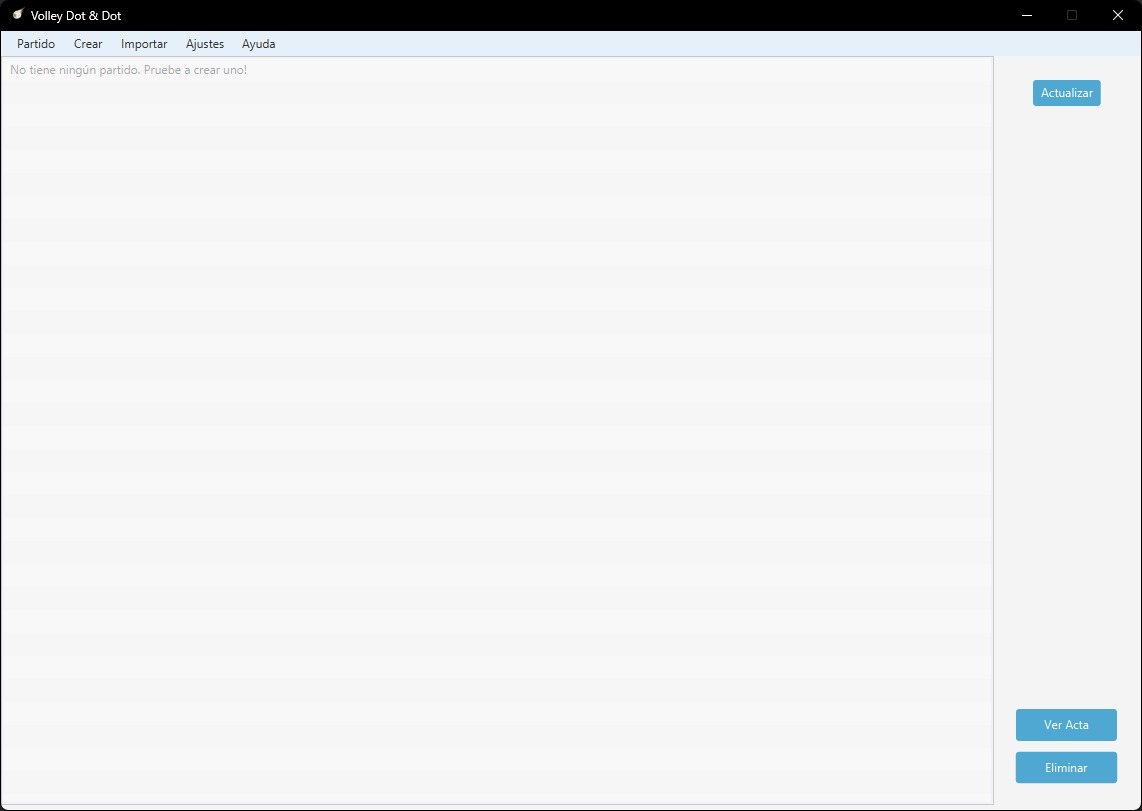 Volley Dot & Dot
Partido Crear Importar Ajustes Ayuda
No tiene ningún partido. Pruebe a crear uno!
Actualizar
Ver Acta
Eliminar